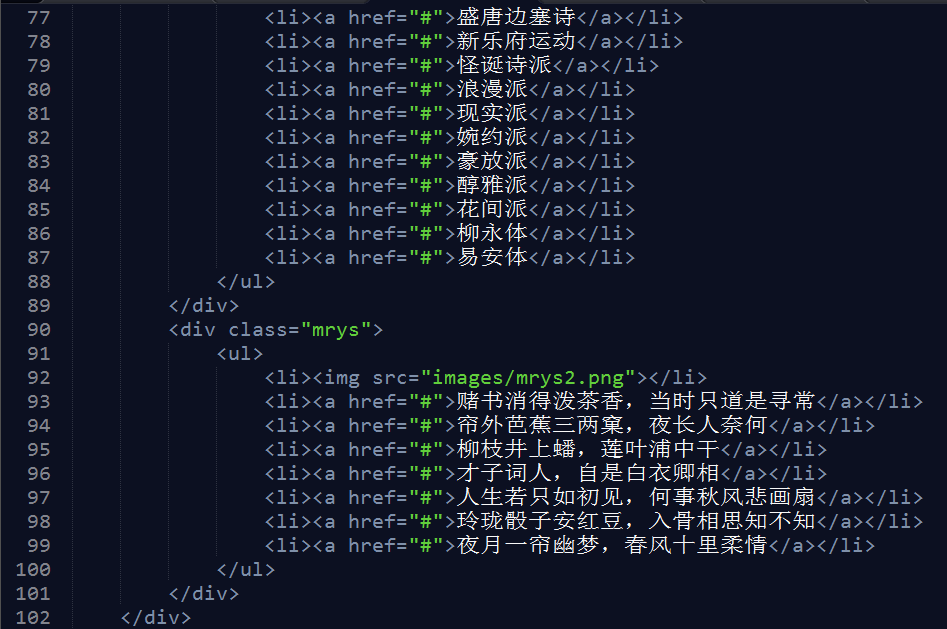 77 <li><a href="#">盛唐边塞诗</a></li>
78 <li><a href="#">新乐府运动</a></li>
79 <li><a href="#">怪诞诗派</a></li>
80 <li><a href="#">浪漫派</a></li>
81 <li><a href="#">现实派</a></li>
82 <li><a href="#">婉约派</a></li>
83 <li><a href="#">豪放派</a></li>
84 <li><a href="#">醇雅派</a></li>
85 <li><a href="#">花间派</a></li>
86 <li><a href="#">柳永体</a></li>
87 <li><a href="#">易安体</a></li>
88 </ul>
89 </div>
90 <div class="mrys">
91 <ul>
92 <li><img src="images/mrys2.png"></li>
93 <li><a href="#">赌书消得泼茶香，当时只道是寻常</a></li>
94 <li><a href="#">帘外芭蕉三两窠，夜长人奈何</a></li>
95 <li><a href="#">柳枝井上蟠，莲叶浦中干</a></li>
96 <li><a href="#">才子词人，自是白衣卿相</a></li>
97 <li><a href="#">人生若只如初见，何事秋风悲画扇</a></li>
98 <li><a href="#">玲珑骰子安红豆，入骨相思知不知</a></li>
99 <li><a href="#">夜月一帘幽梦，春风十里柔情</a></li>
100 </ul>
101 </div>
102 </div>